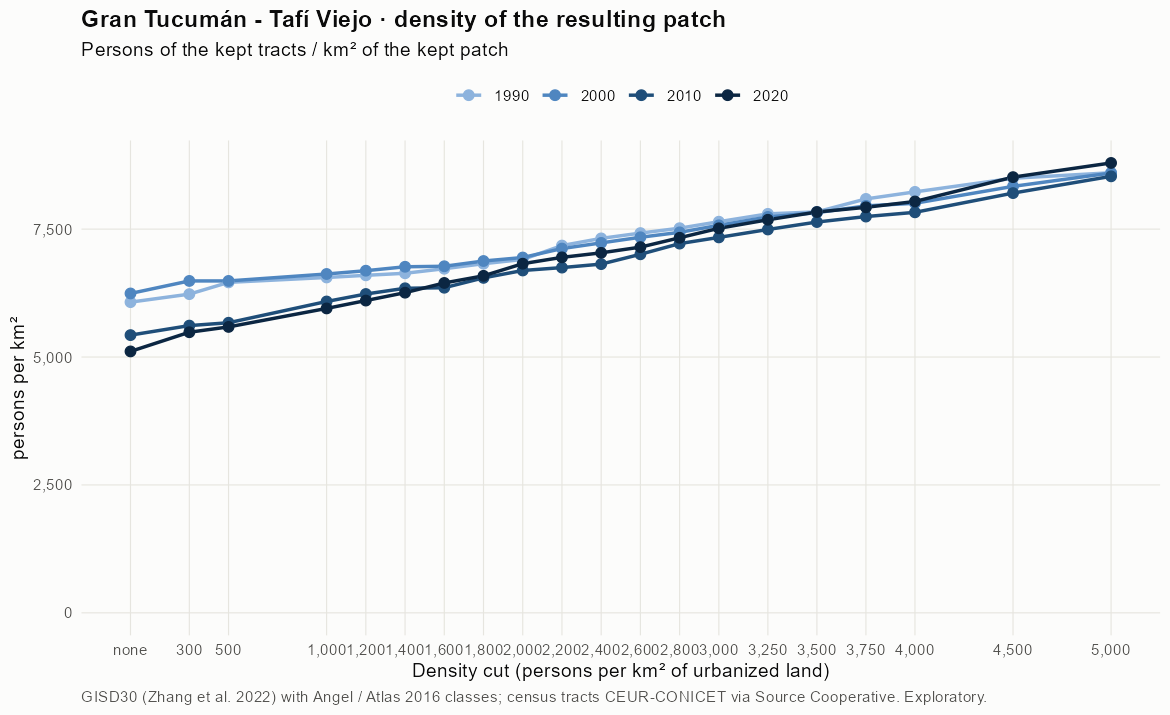 Gran Tucumán - Tafí Viejo · density of the resulting patch
Persons of the kept tracts / km² of the kept patch
1990 2000 2010 2020
persons per km²
7,500
5,000
2,500
0
none 300 500 1,000 1,200 1,400 1,600 1,800 2,000 2,200 2,400 2,600 2,800 3,000 3,250 3,500 3,750 4,000 4,500 5,000
Density cut (persons per km² of urbanized land)
GISD30 (Zhang et al. 2022) with Angel / Atlas 2016 classes; census tracts CEUR-CONICET via Source Cooperative. Exploratory.